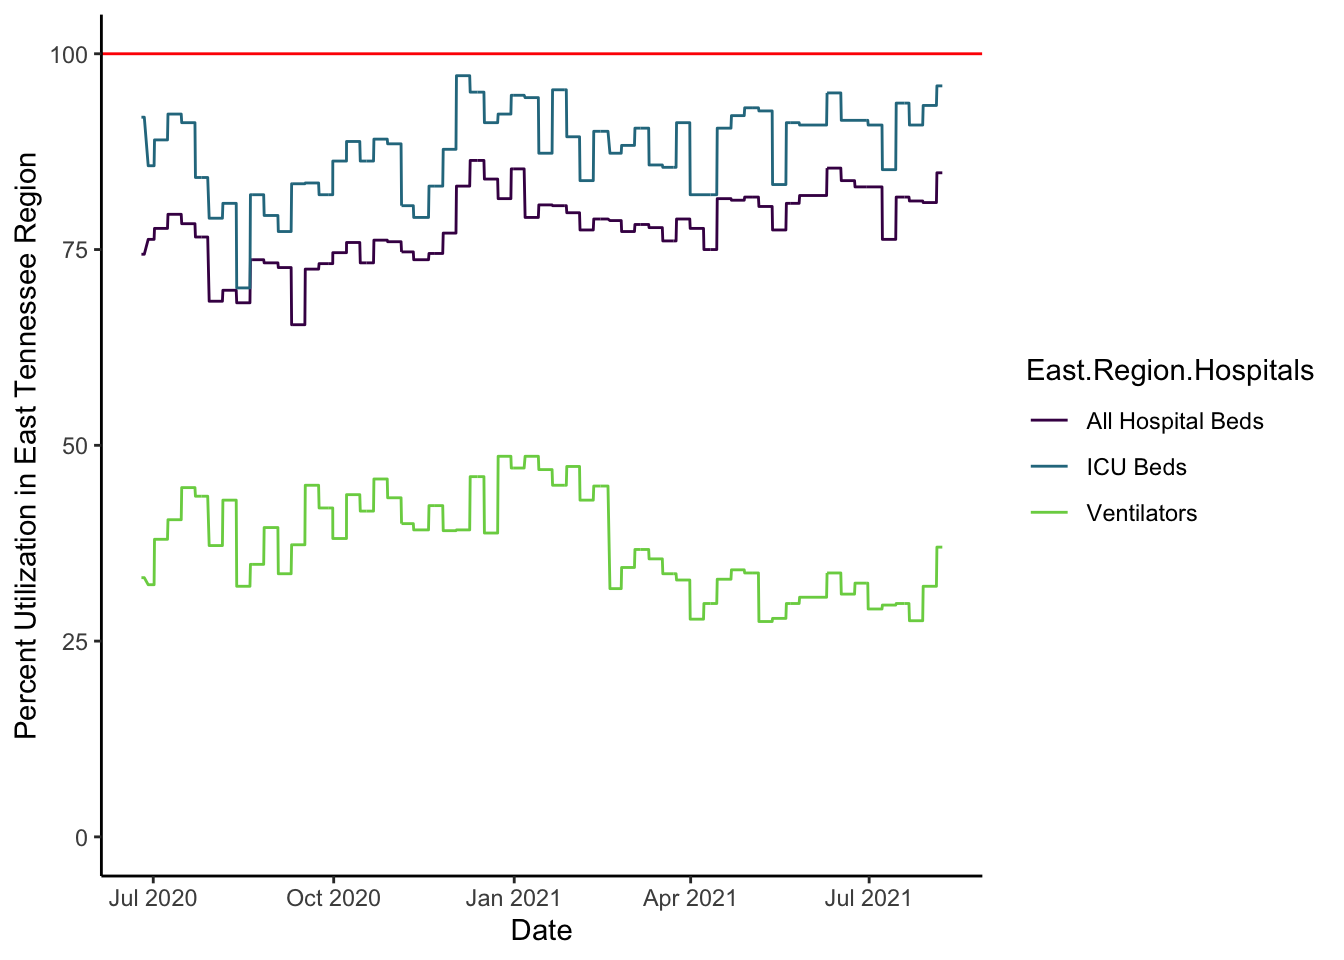 Percent Utilization in East Tennessee Region
100
75
50
25
0
Jul 2020 Oct 2020 Jan 2021 Apr 2021 Jul 2021
Date
East.Region.Hospitals
All Hospital Beds
ICU Beds
Ventilators